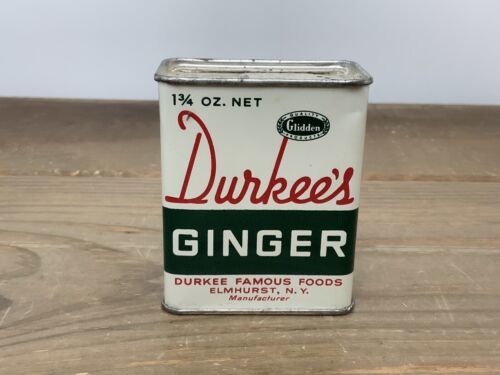 1¾ OZ. NET
QUALITY
Glidden
PRODUCTS
Durkee's
GINGER
DURKEE FAMOUS FOODS
ELMHURST, N.Y.
Manufacturer